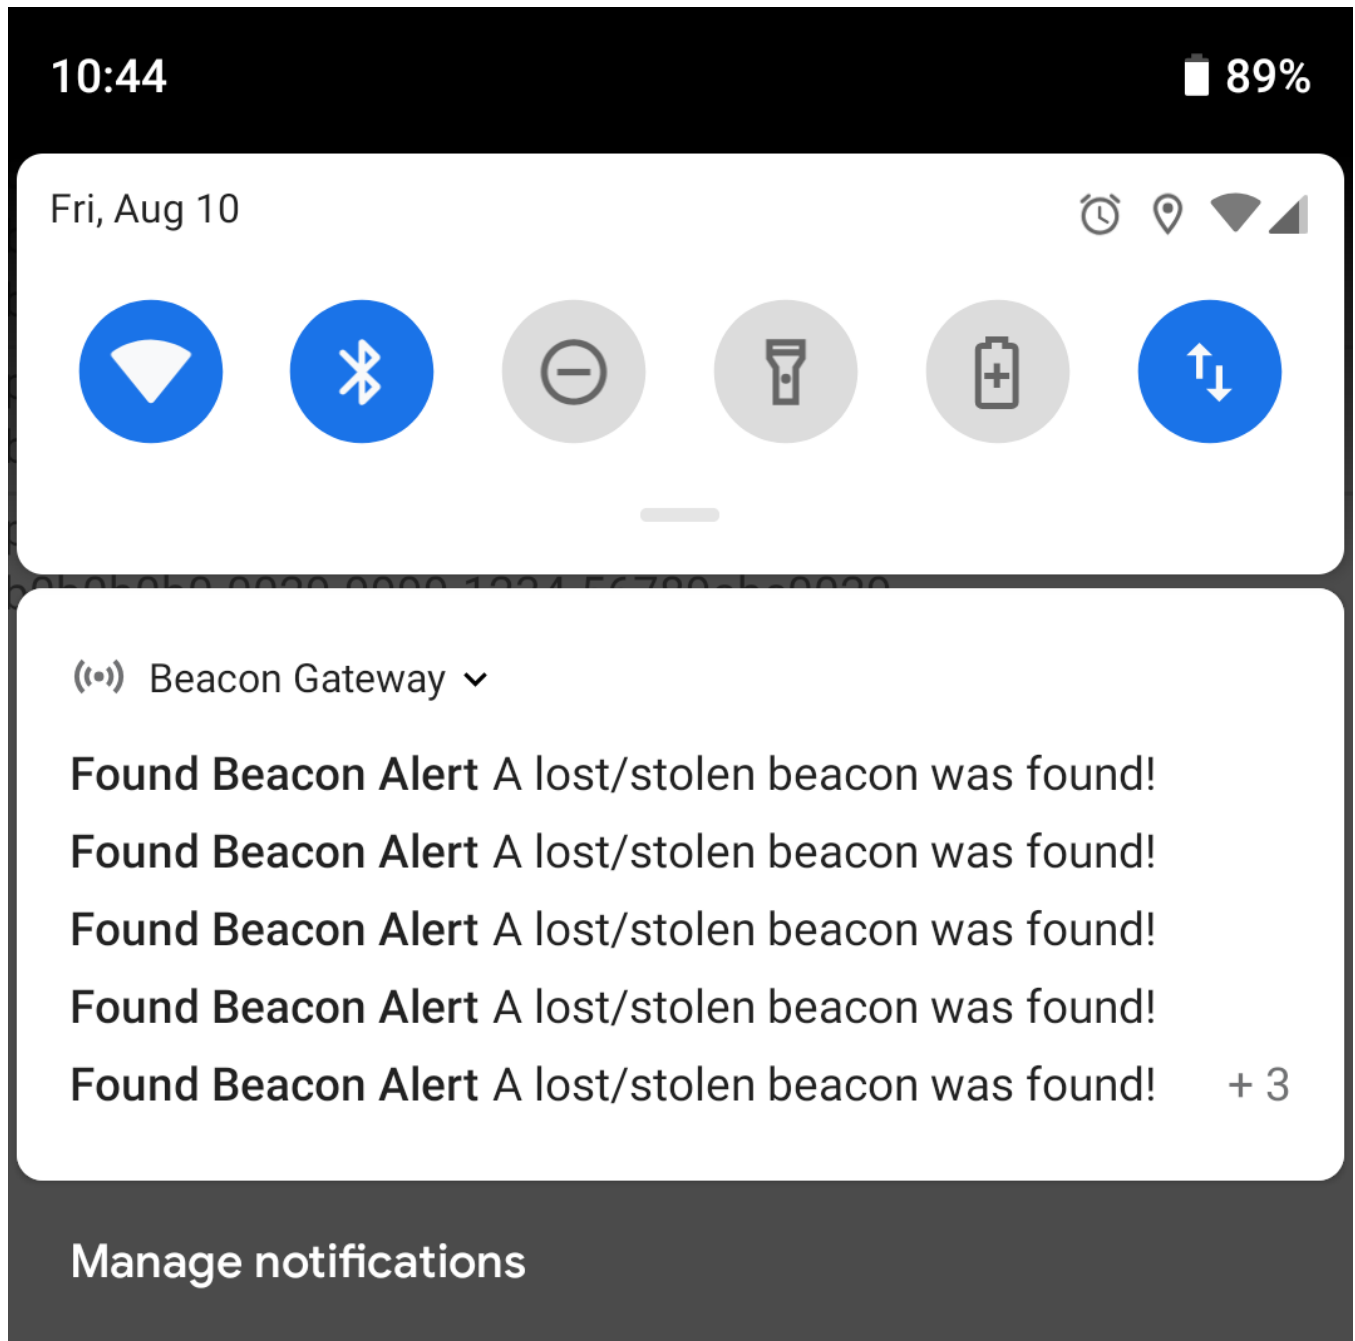 10:44 89%
Fri, Aug 10
Beacon Gateway
Found Beacon Alert A lost/stolen beacon was found!
Found Beacon Alert A lost/stolen beacon was found!
Found Beacon Alert A lost/stolen beacon was found!
Found Beacon Alert A lost/stolen beacon was found!
Found Beacon Alert A lost/stolen beacon was found! + 3
Manage notifications